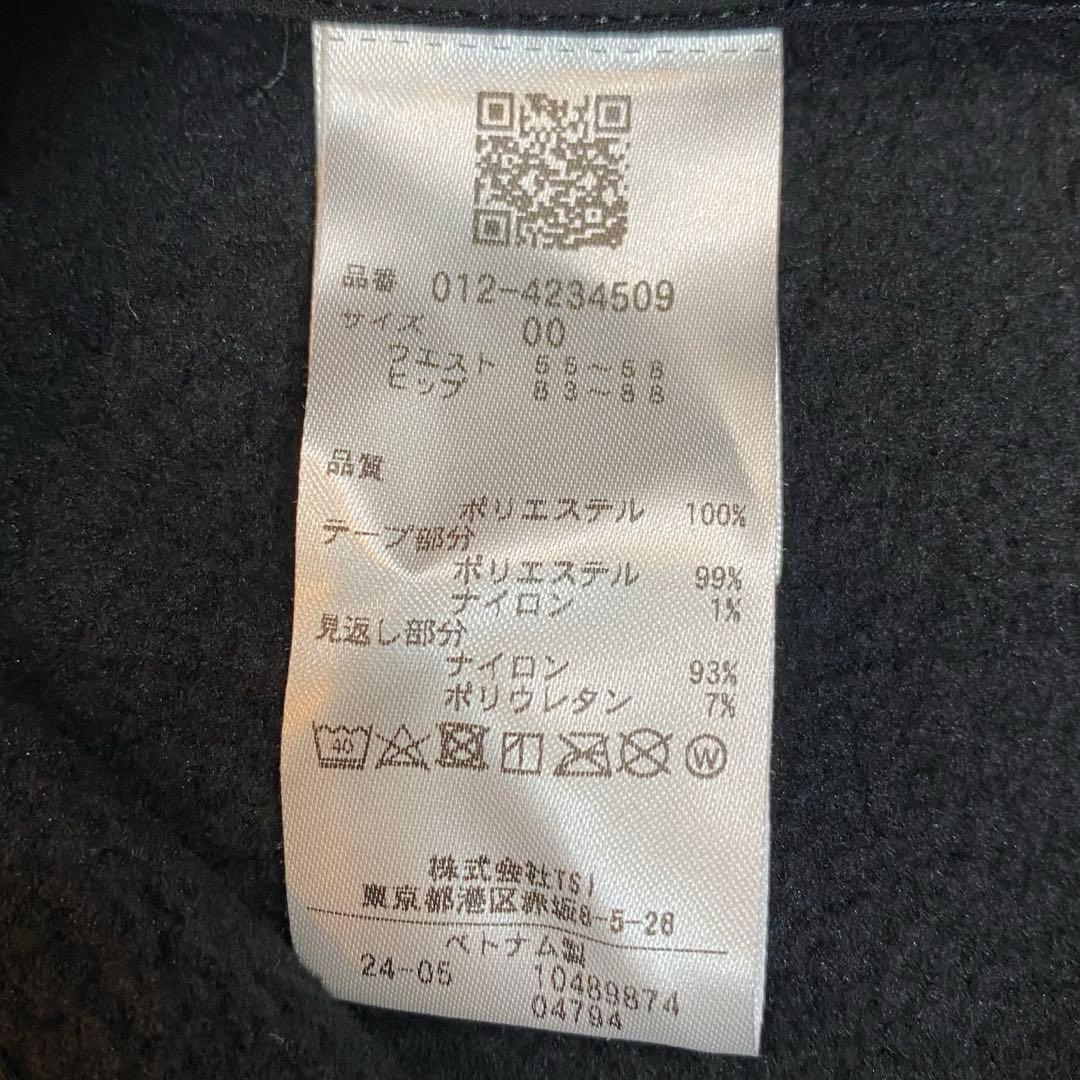 品番 012-4234509
サイズ 00
ウエスト 55～58
ヒップ 83～88
品質
ポリエステル 100%
テープ部分
ポリエステル 99%
ナイロン 1%
見返し部分
ナイロン 93%
ポリウレタン 7%
40 W
株式会社TSI
東京都港区赤坂8-5-26
ベトナム製
24-05 10489874
04794